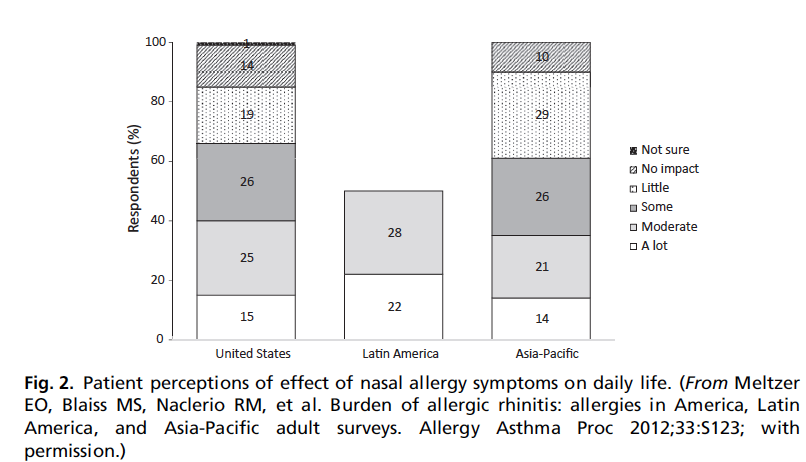 100
80
60
40
20
0
Respondents (%)
1
14
19
26
25
15
28
22
10
29
26
21
14
United States
Latin America
Asia-Pacific
Not sure
No impact
Little
Some
Moderate
A lot
Fig. 2. Patient perceptions of effect of nasal allergy symptoms on daily life. (From Meltzer
EO, Blaiss MS, Naclerio RM, et al. Burden of allergic rhinitis: allergies in America, Latin
America, and Asia-Pacific adult surveys. Allergy Asthma Proc 2012;33:S123; with
permission.)